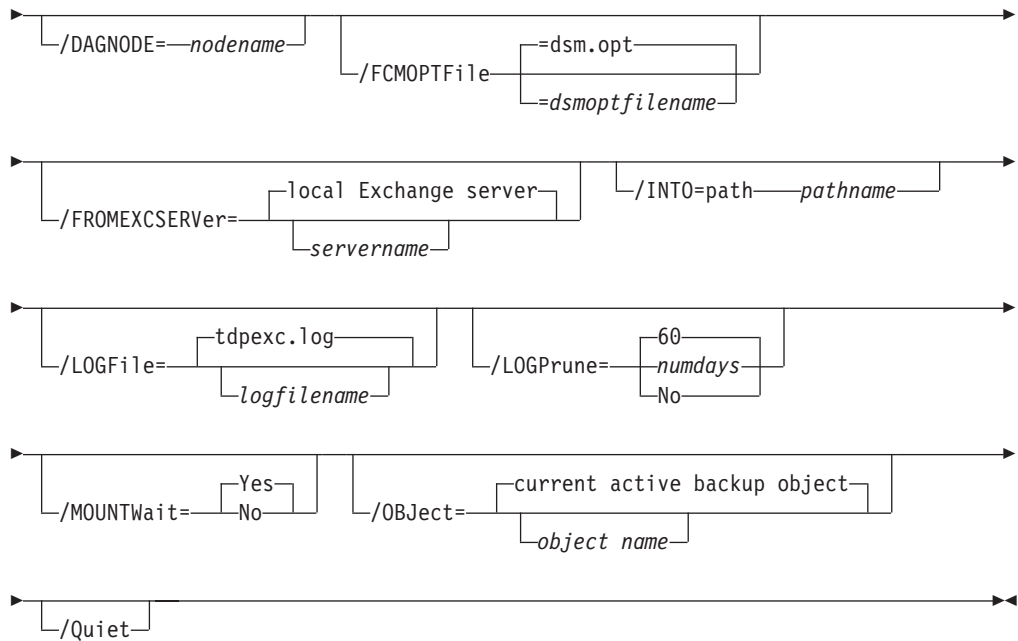 /DAGNODE= nodename
=dsm.opt
/FCMOPTFile
=dsmoptfilename
local Exchange server
/FROMEXCSERVer=
servername
/INTO=path pathname
tdpexc.log
/LOGFile=
logfilename
60
/LOGPrune= numdays
No
Yes
/MOUNTWait= No
current active backup object
/OBJect=
object name
/Quiet